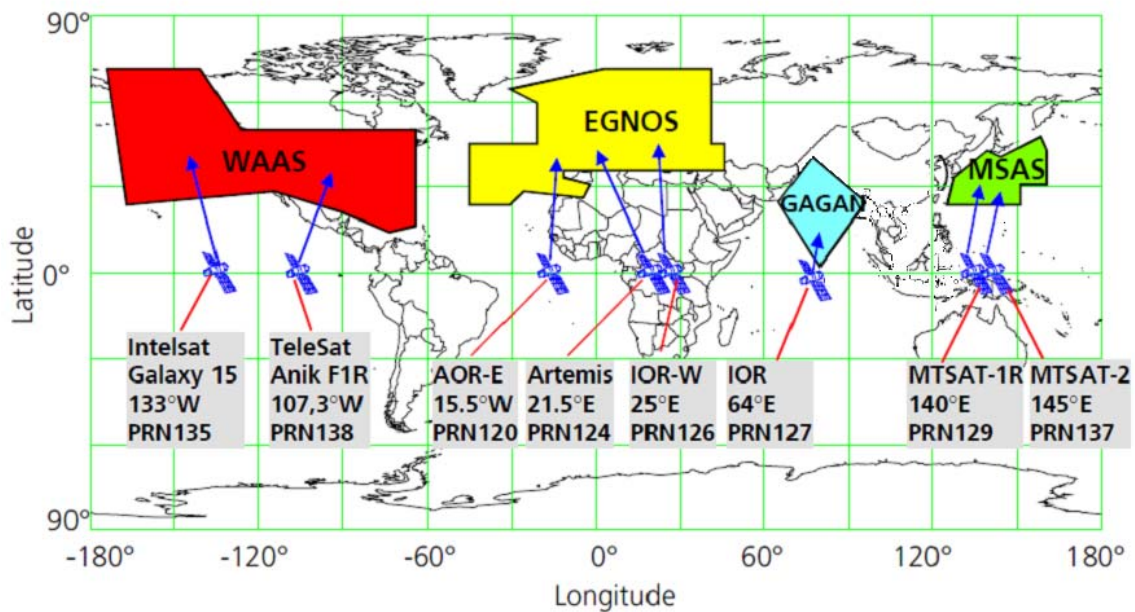 90°
WAAS
EGNOS
GAGAN
MSAS
Latitude
0°
Intelsat
Galaxy 15
133°W
PRN135
TeleSat
Anik F1R
107,3°W
PRN138
AOR-E
15.5°W
PRN120
Artemis
21.5°E
PRN124
IOR-W
25°E
PRN126
IOR
64°E
PRN127
MTSAT-1R
140°E
PRN129
MTSAT-2
145°E
PRN137
90°
-180° -120° -60° 0° 60° 120° 180°
Longitude